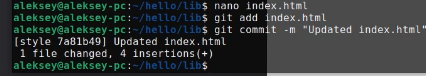 aleksey@aleksey-pc:~/hello/lib$ nano index.html
aleksey@aleksey-pc:~/hello/lib$ git add index.html
aleksey@aleksey-pc:~/hello/lib$ git commit -m "Updated index.html"
[style 7a81b49] Updated index.html
 1 file changed, 4 insertions(+)
aleksey@aleksey-pc:~/hello/lib$